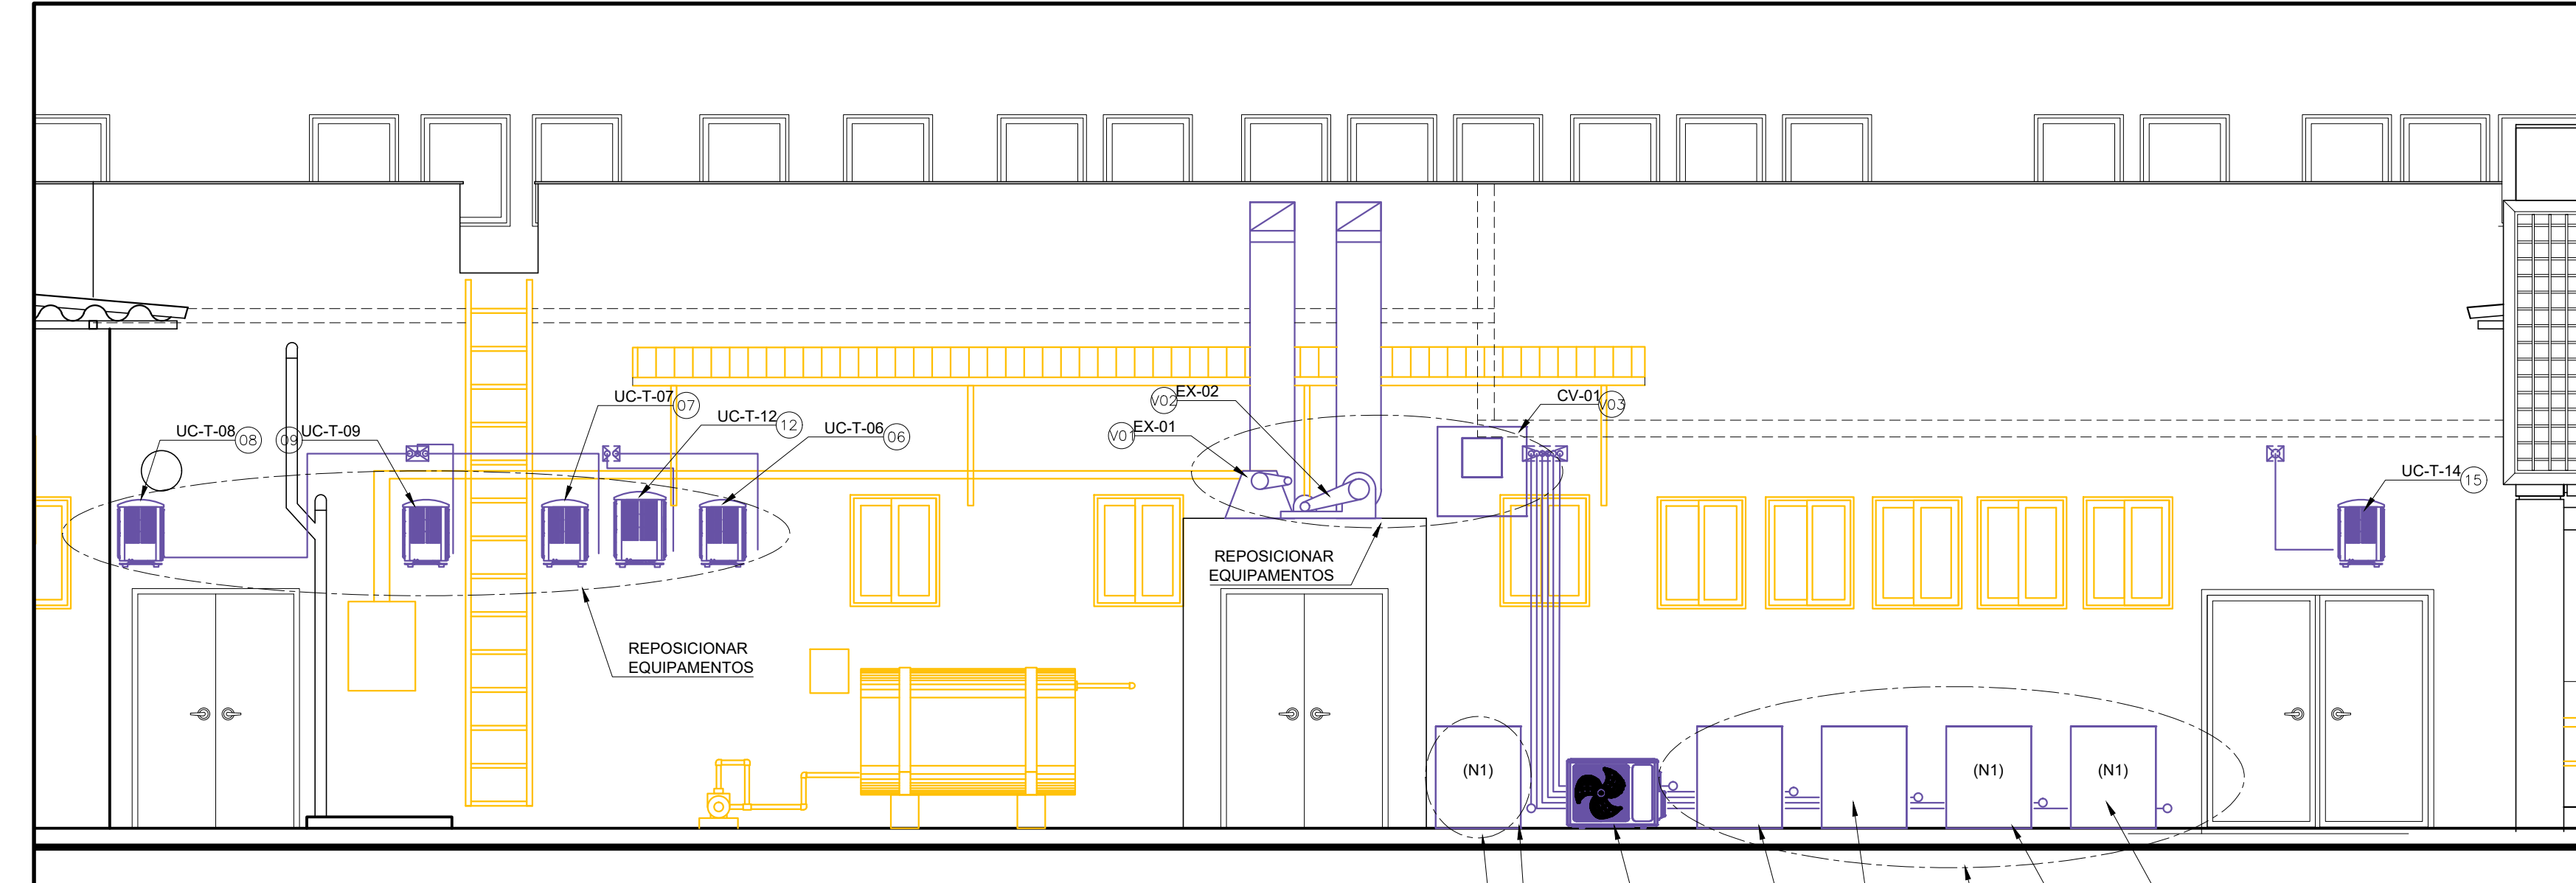 EX-02
V02
CV-01
V03
UC-T-07
07
UC-T-12
12
UC-T-06
06
UC-T-08
08
09
UC-T-09
V01
EX-01
UC-T-14
15
REPOSICIONAR
EQUIPAMENTOS
REPOSICIONAR
EQUIPAMENTOS
(N1)
(N1)
(N1)